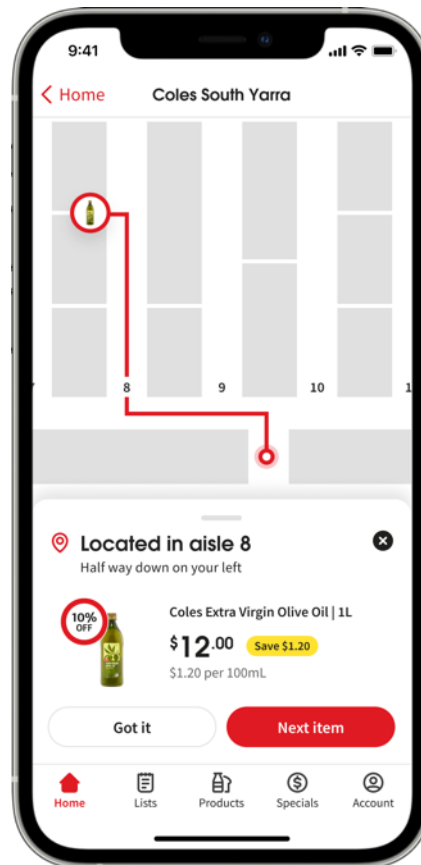 9:41
Home
Coles South Yarra
8
9
10
Located in aisle 8
Half way down on your left
10%
OFF
Coles Extra Virgin Olive Oil | 1L
$12.00
Save $1.20
$1.20 per 100mL
Got it
Next item
Home
Lists
Products
Specials
Account